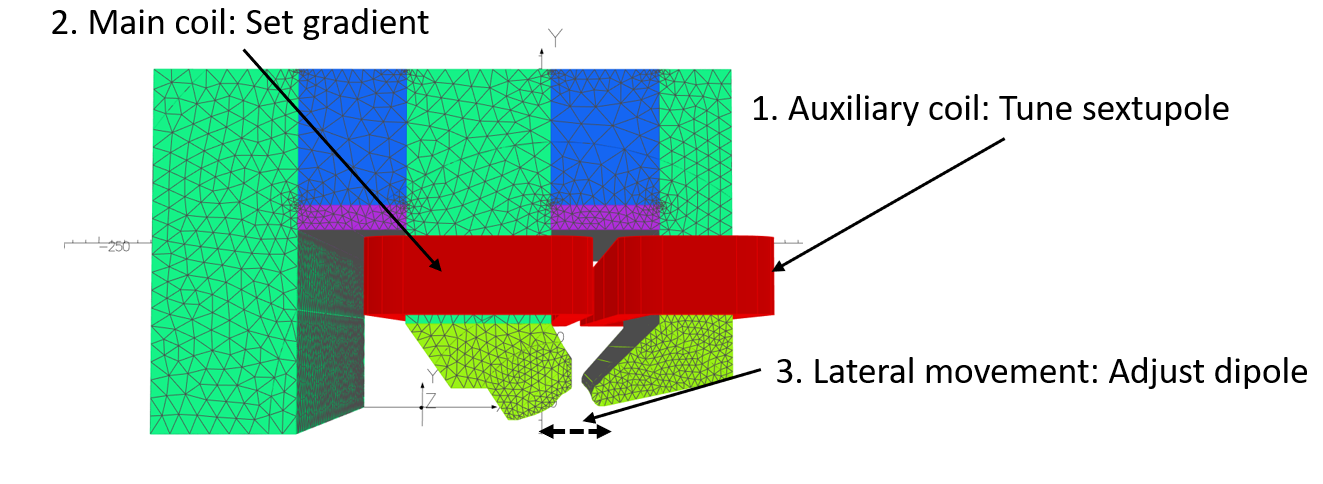 2. Main coil: Set gradient
Y
1. Auxiliary coil: Tune sextupole
-250
3. Lateral movement: Adjust dipole
Y
Z